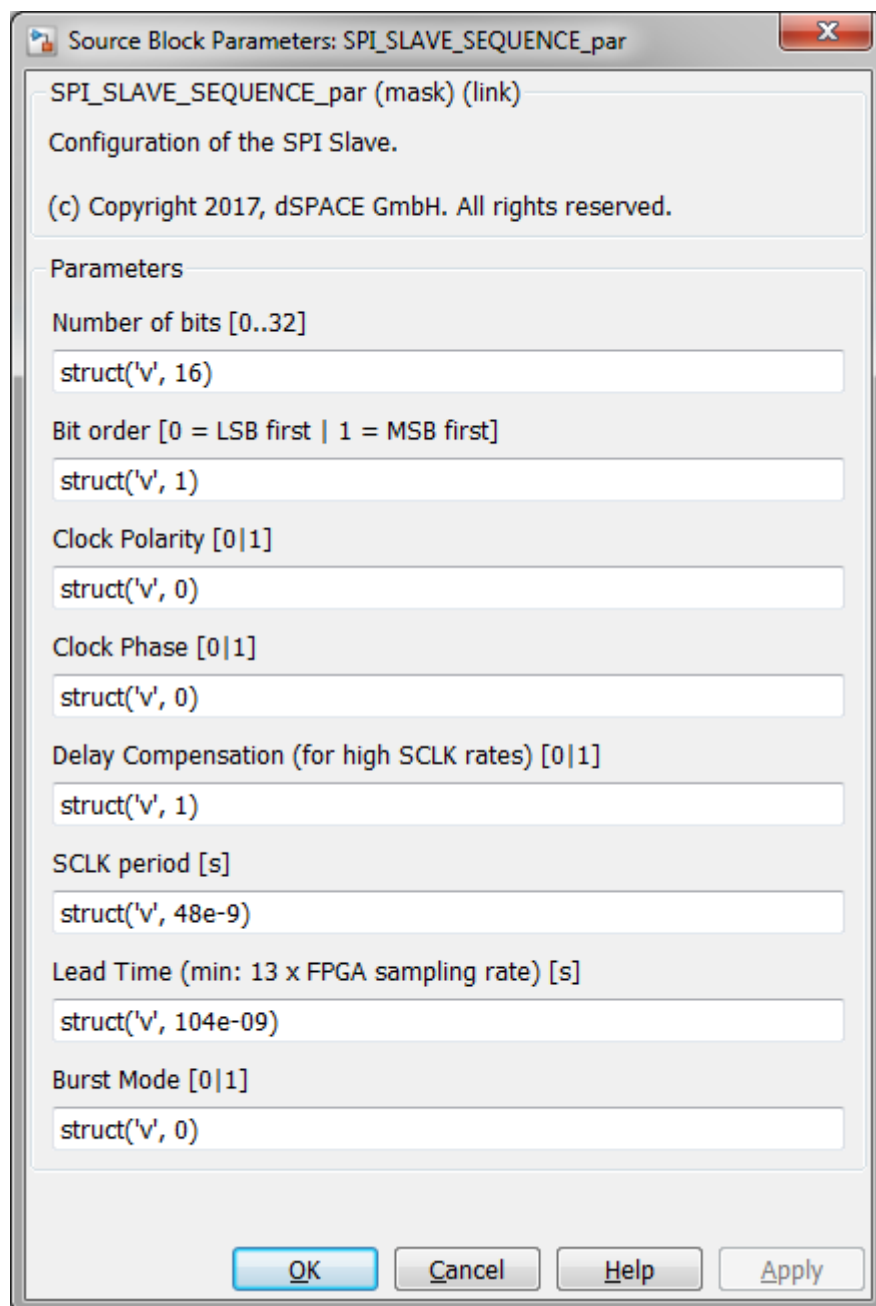 Source Block Parameters: SPI_SLAVE_SEQUENCE_par
SPI_SLAVE_SEQUENCE_par (mask) (link)
Configuration of the SPI Slave.
(c) Copyright 2017, dSPACE GmbH. All rights reserved.
Parameters
Number of bits [0..32]
struct('v', 16)
Bit order [0 = LSB first | 1 = MSB first]
struct('v', 1)
Clock Polarity [0|1]
struct('v', 0)
Clock Phase [0|1]
struct('v', 0)
Delay Compensation (for high SCLK rates) [0|1]
struct('v', 1)
SCLK period [s]
struct('v', 48e-9)
Lead Time (min: 13 x FPGA sampling rate) [s]
struct('v', 104e-09)
Burst Mode [0|1]
struct('v', 0)
OK Cancel Help Apply